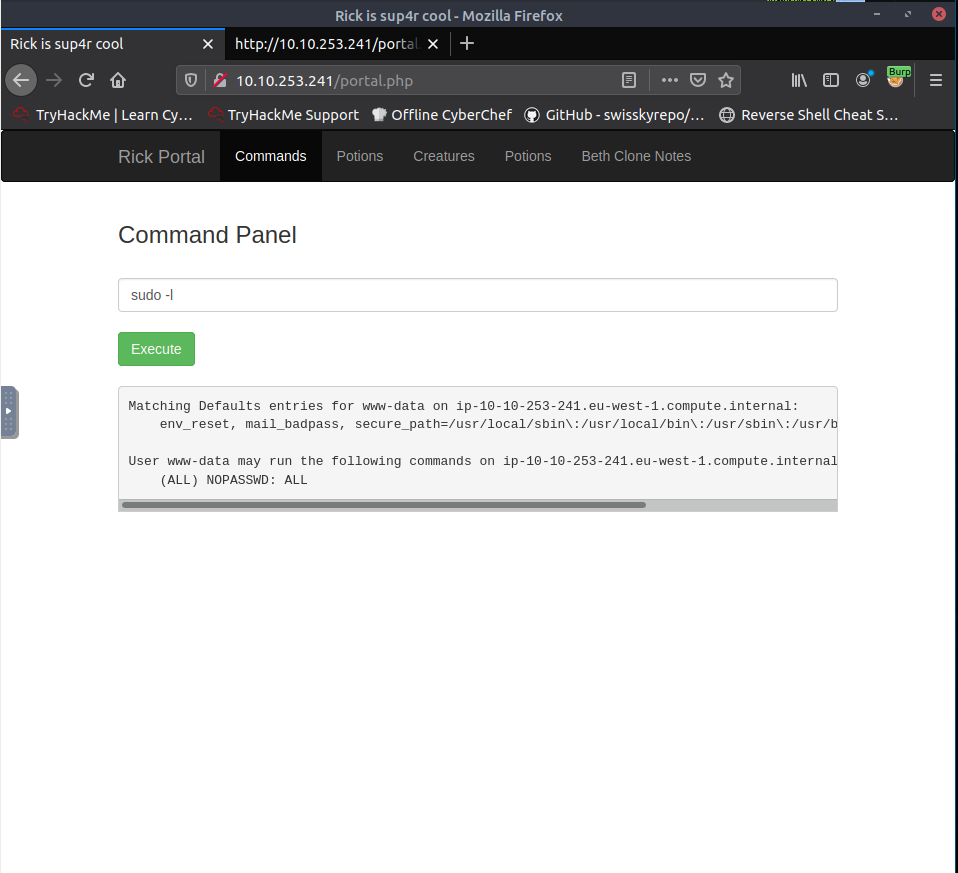 Rick is sup4r cool - Mozilla Firefox
Rick is sup4r cool
http://10.10.253.241/portal
10.10.253.241/portal.php
Burp
TryHackMe | Learn Cy…
TryHackMe Support
Offline CyberChef
GitHub - swisskyrepo/…
Reverse Shell Cheat S…
Rick Portal
Commands
Potions
Creatures
Potions
Beth Clone Notes
Command Panel
sudo -l
Execute
Matching Defaults entries for www-data on ip-10-10-253-241.eu-west-1.compute.internal:
env_reset, mail_badpass, secure_path=/usr/local/sbin\:/usr/local/bin\:/usr/sbin\:/usr/b
User www-data may run the following commands on ip-10-10-253-241.eu-west-1.compute.internal
(ALL) NOPASSWD: ALL